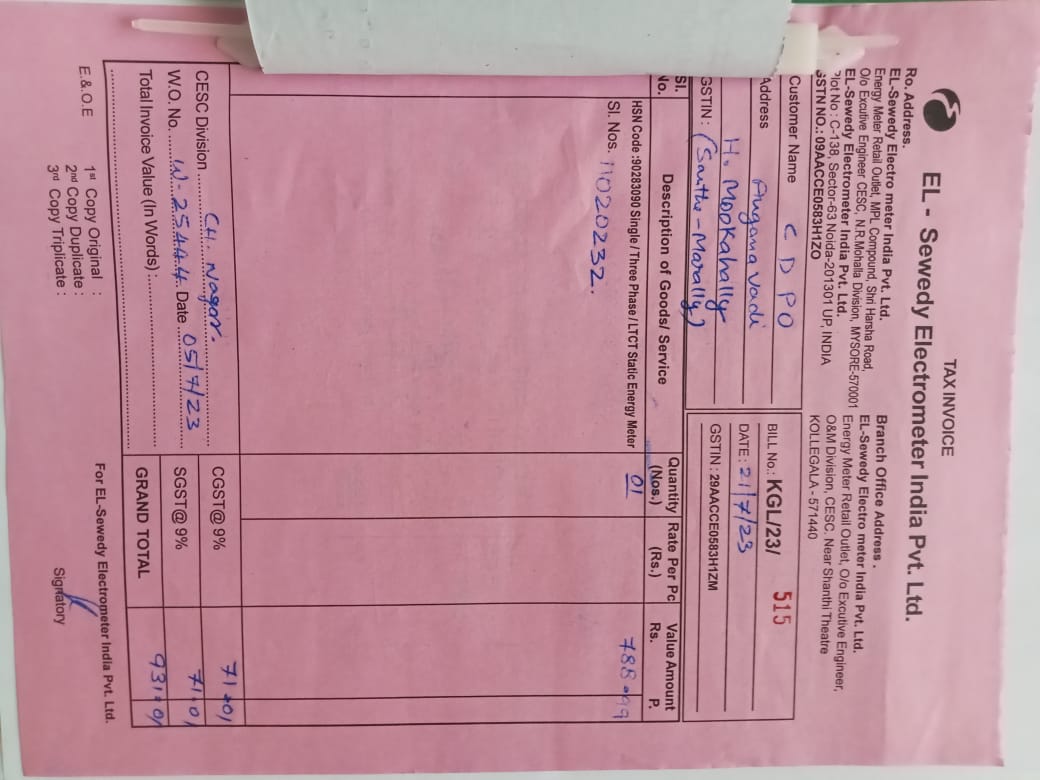 TAX INVOICE
EL - Sewedy Electrometer India Pvt. Ltd.
Ro. Address.
EL-Sewedy Electro meter India Pvt. Ltd.
Energy Meter Retail Outlet, MPL Compound, Shri Harsha Road,
O/o Excutive Engineer CESC, N.R.Mohalla Division, MYSORE-570001
EL-Sewedy Electrometer India Pvt. Ltd.
Plot No : C-138, Sector-63 Noida-201301 UP, INDIA
GSTN NO.: 09AACCE0583H1ZO
Branch Office Address .
EL-Sewedy Electro meter India Pvt. Ltd.
Energy Meter Retail Outlet, O/o Excutive Engineer,
O&M Division, CESC, Near Shanthi Theatre
KOLLEGALA - 571440
Customer Name C D PO
Address Angana vadi
H. Mookahally
GSTIN : (Santhe-Marally)
BILL No.: KGL/23/ 515
DATE : 21/7/23
GSTIN : 29AACCE0583H1ZM
Sl. No. Description of Goods/ Service Quantity (Nos.) Rate Per Pc (Rs.) Value Amount Rs. P.
HSN Code :90283090 Single / Three Phase / LTCT Static Energy Meter 01 788=99
Sl. Nos. 11020232.
CESC Division CH. Nagar. CGST@ 9% 71=01
W.O. No. W-25444 Date 05/7/23 SGST@ 9% 71=01
Total Invoice Value (In Words) : GRAND TOTAL 931=01
For EL-Sewedy Electrometer India Pvt. Ltd.
E.&.O.E
1st Copy Original :
2nd Copy Duplicate :
3rd Copy Triplicate :
Signatory